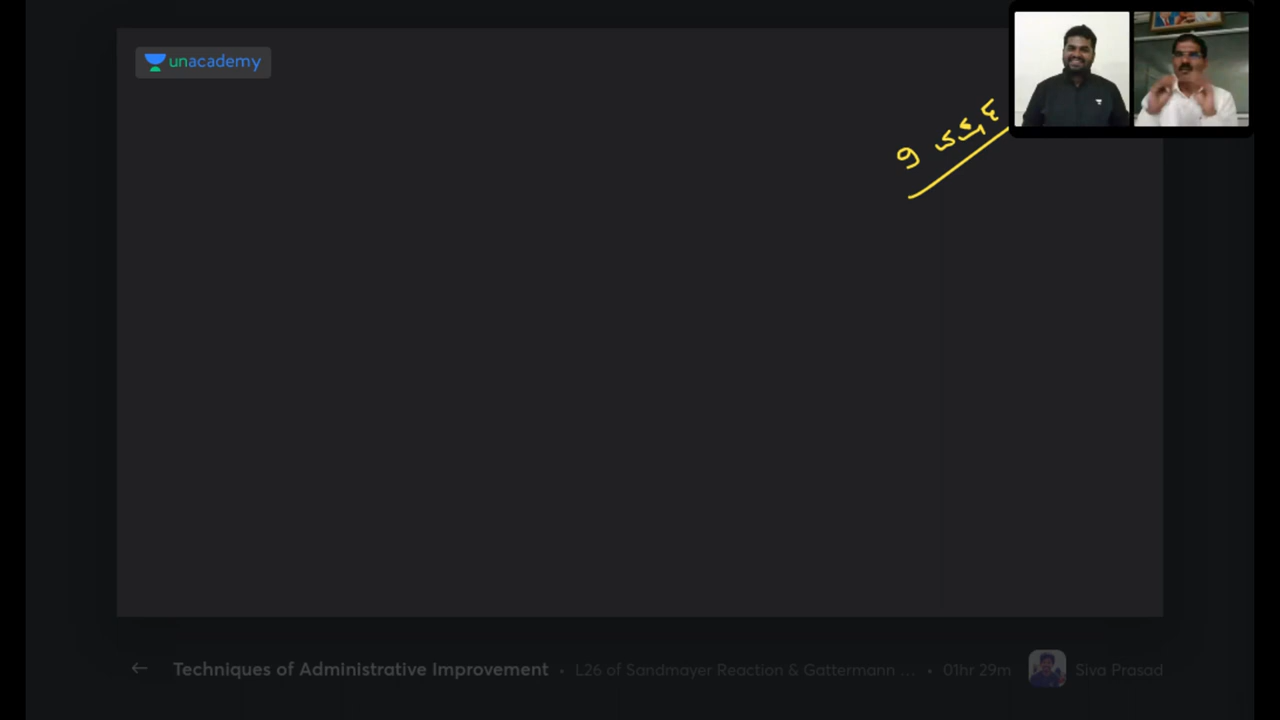 unacademy
Techniques of Administrative Improvement • L26 of Sandmayer Reaction & Gattermann ... • 01hr 29m Siva Prasad